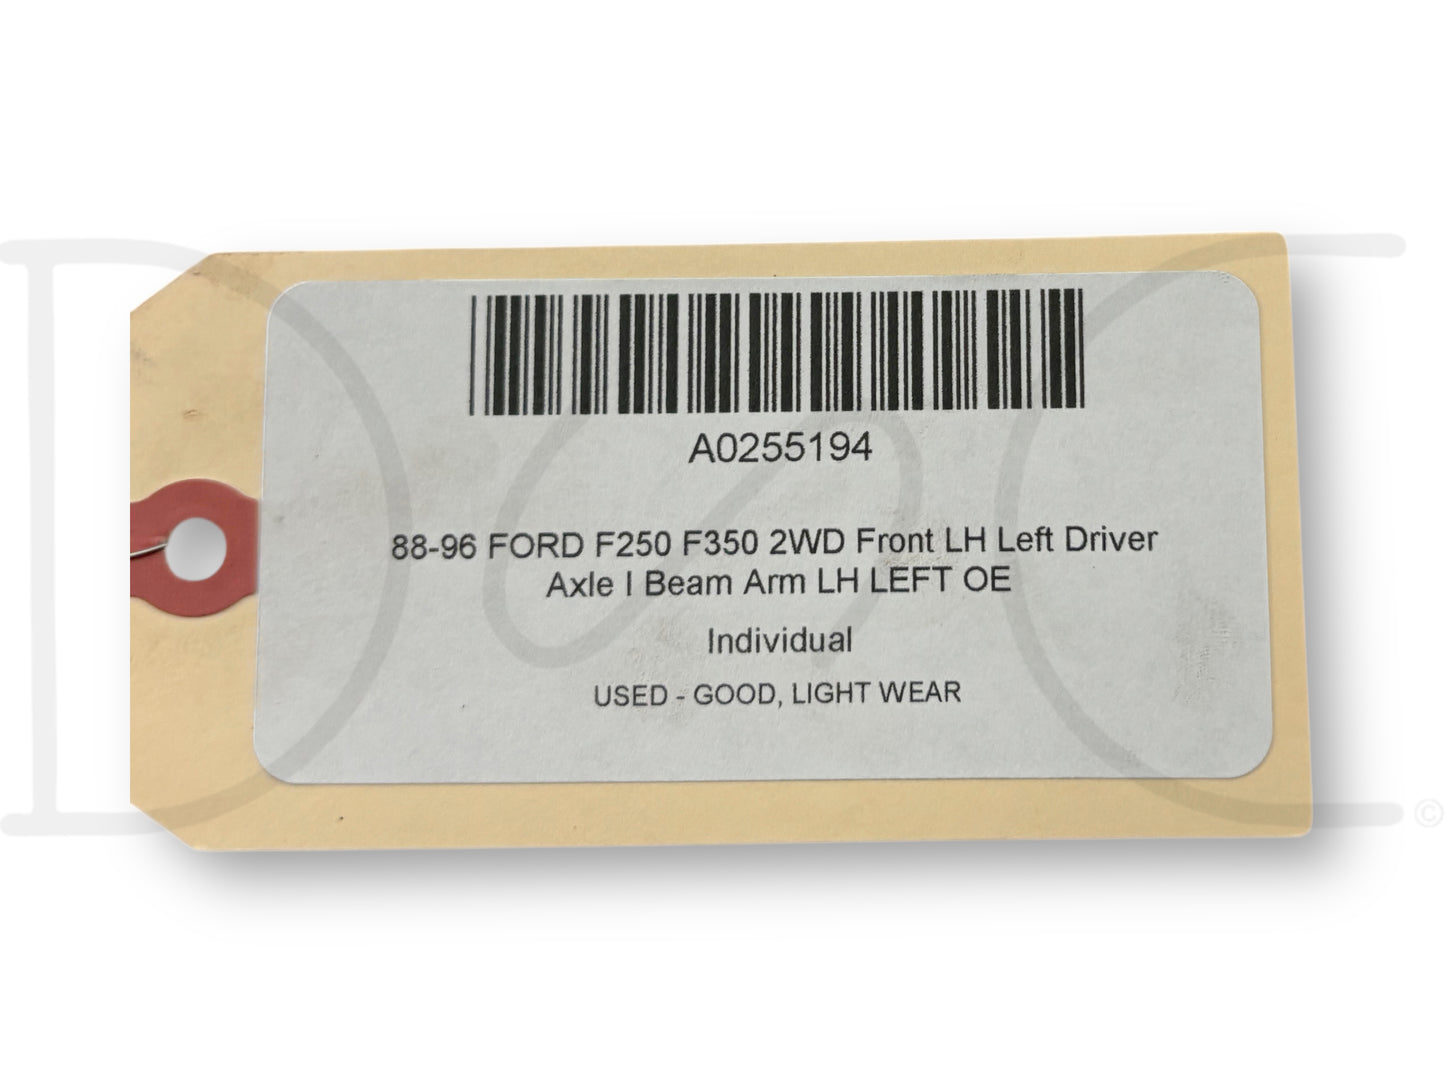 A0255194
88-96 FORD F250 F350 2WD Front LH Left Driver
Axle I Beam Arm LH LEFT OE
Individual
USED - GOOD, LIGHT WEAR
©